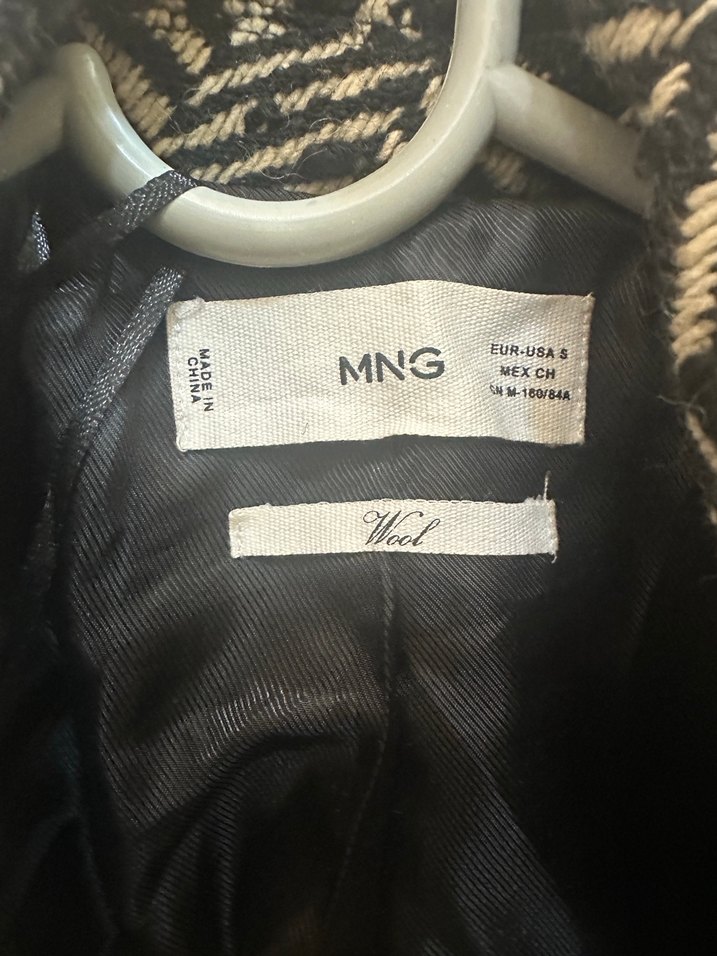 MADE IN
CHINA
MNG
EUR-USA S
MEX CH
CN M-160/84A
Wool